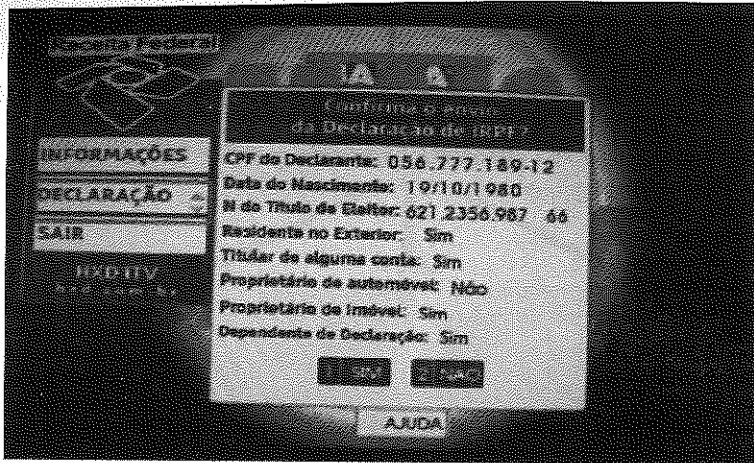 Receita Federal
Confirma o envio
da Declaração de IRPF?
INFORMAÇÕES
DECLARAÇÃO
SAIR
CPF do Declarante: 056.777.189-12
Data do Nascimento: 19/10/1980
N do Título de Eleitor: 621 2356.987 66
Residente no Exterior: Sim
Titular de alguma conta: Sim
Proprietário de automóvel: Não
Proprietário de Imóvel: Sim
Dependente de Declaração: Sim
1 SIM 2 NÃO
AJUDA